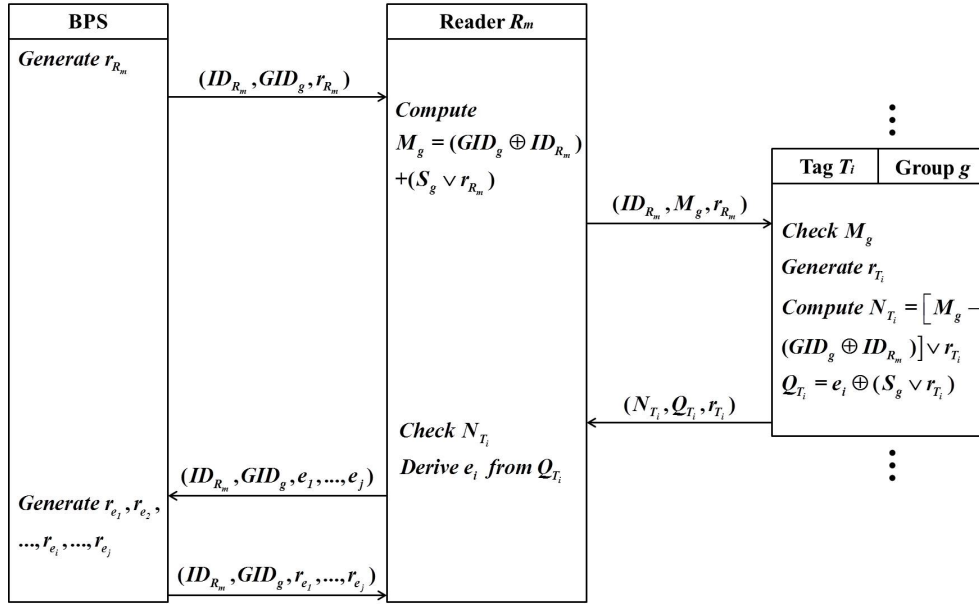 BPS
Generate r_{R_m}
(ID_{R_m}, GID_g, r_{R_m})
Reader R_m
Compute
M_g = (GID_g ⊕ ID_{R_m})
+(S_g ∨ r_{R_m})
(ID_{R_m}, M_g, r_{R_m})
Tag T_i
Group g
Check M_g
Generate r_{T_i}
Compute N_{T_i} = [M_g −
(GID_g ⊕ ID_{R_m})] ∨ r_{T_i}
Q_{T_i} = e_i ⊕ (S_g ∨ r_{T_i})
(N_{T_i}, Q_{T_i}, r_{T_i})
Check N_{T_i}
Derive e_i from Q_{T_i}
(ID_{R_m}, GID_g, e_1, ..., e_j)
Generate r_{e_1}, r_{e_2},
..., r_{e_i}, ..., r_{e_j}
(ID_{R_m}, GID_g, r_{e_1}, ..., r_{e_j})